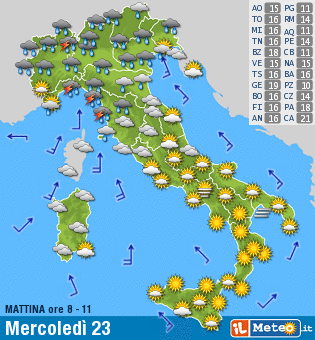 AO 15 PG 11
TO 16 RM 14
MI 16 AQ 11
TN 16 PE 14
BZ 18 CB 11
VE 15 NA 15
TS 16 BA 16
GE 19 PZ 10
BO 16 CZ 14
FI 16 PA 18
AN 16 CA 21
MATTINA ore 8 - 11
Mercoledì 23
iL Meteo.it